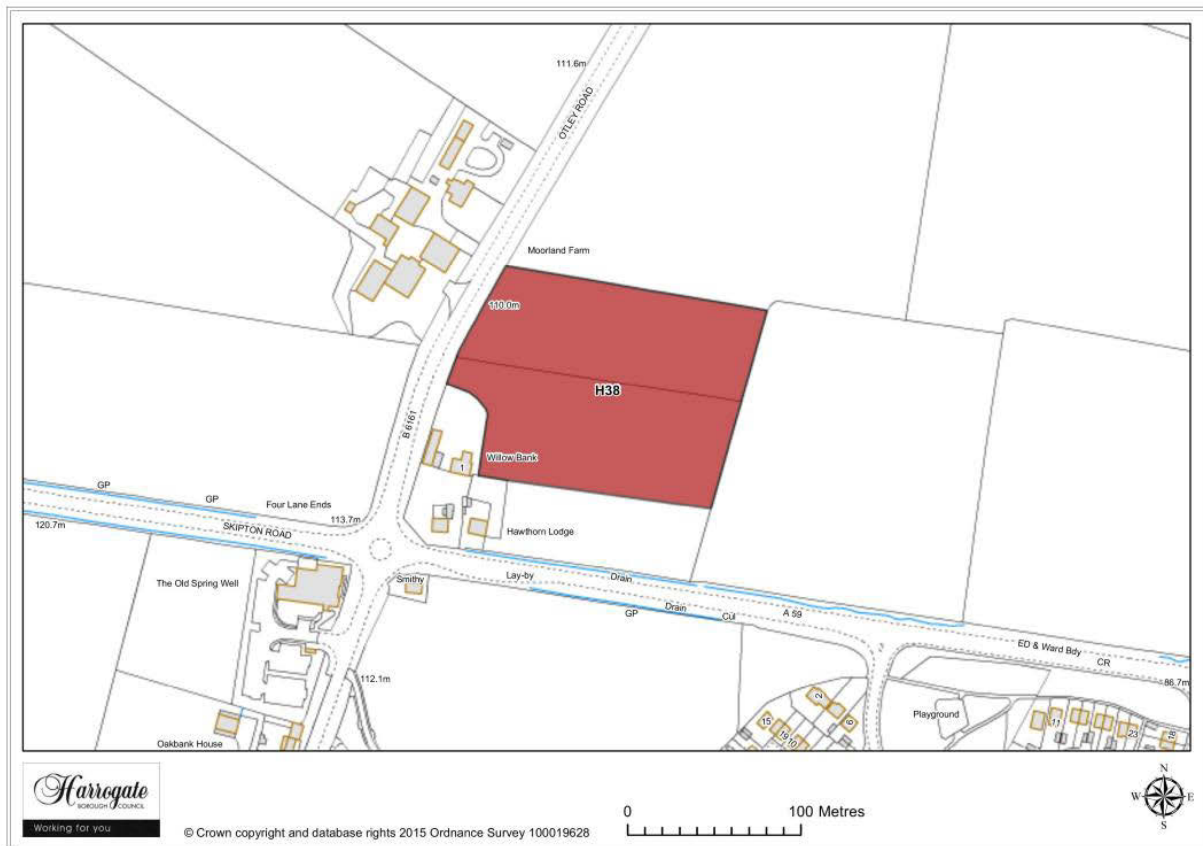 111.6m
OTLEY ROAD
Moorland Farm
110.0m
H38
B 6161
Willow Bank
1
GP
GP
Four Lane Ends
113.7m
SKIPTON ROAD
120.7m
Hawthorn Lodge
The Old Spring Well
Smithy
Lay-by
Drain
Drain
GP
Cul
A 59
ED & Ward Bdy
CR
86.7m
112.1m
2
6
15
19
10
Playground
11
23
18
Oakbank House
Harrogate
BOROUGH COUNCIL
Working for you
© Crown copyright and database rights 2015 Ordnance Survey 100019628
0 100 Metres
N
W E
S